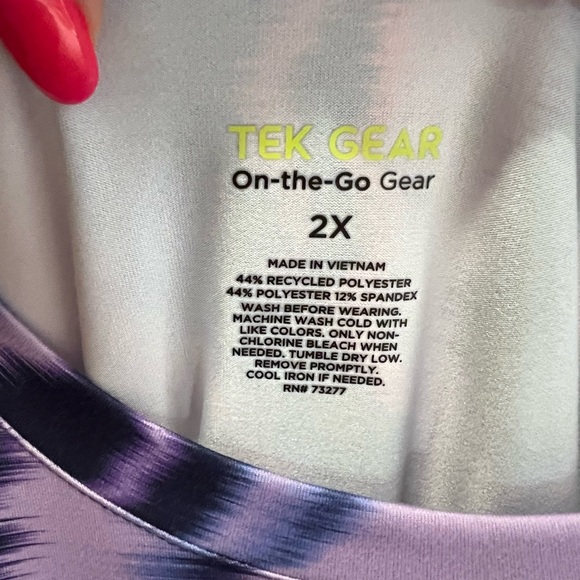 TEK GEAR
On-the-Go Gear
2X
MADE IN VIETNAM
44% RECYCLED POLYESTER
44% POLYESTER 12% SPANDEX
WASH BEFORE WEARING.
MACHINE WASH COLD WITH
LIKE COLORS. ONLY NON-
CHLORINE BLEACH WHEN
NEEDED. TUMBLE DRY LOW.
REMOVE PROMPTLY.
COOL IRON IF NEEDED.
RN# 73277